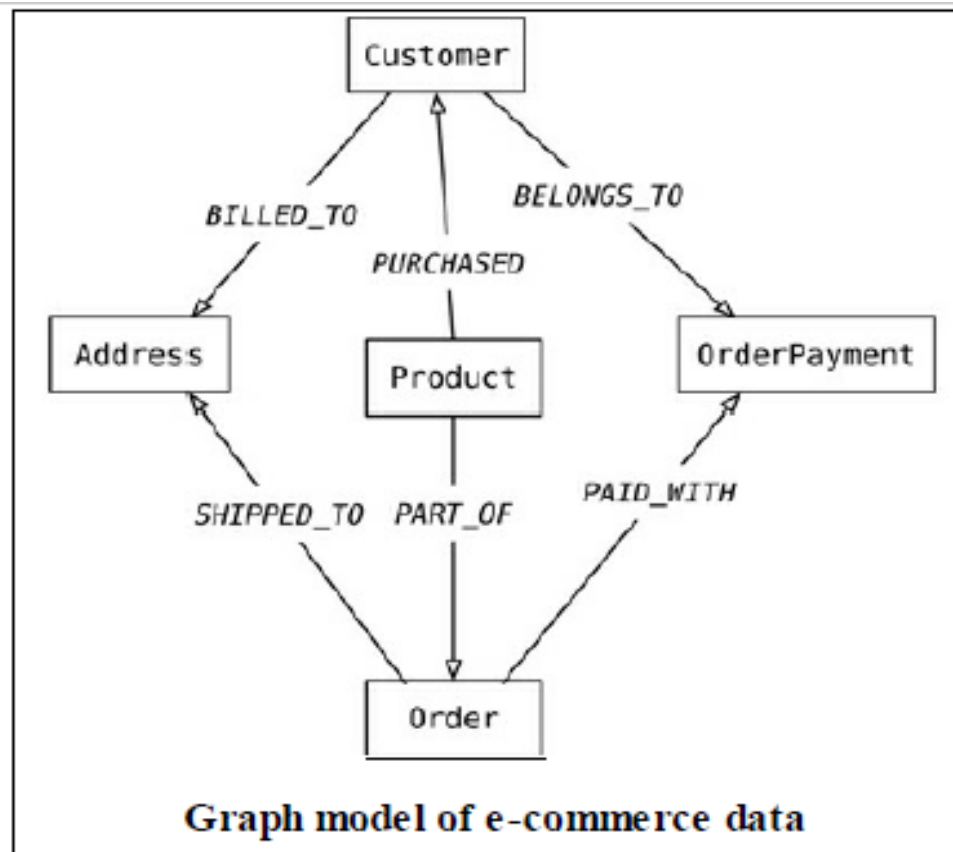 Customer
BILLED_TO
BELONGS_TO
PURCHASED
Address
Product
OrderPayment
SHIPPED_TO
PART_OF
PAID_WITH
Order
Graph model of e-commerce data